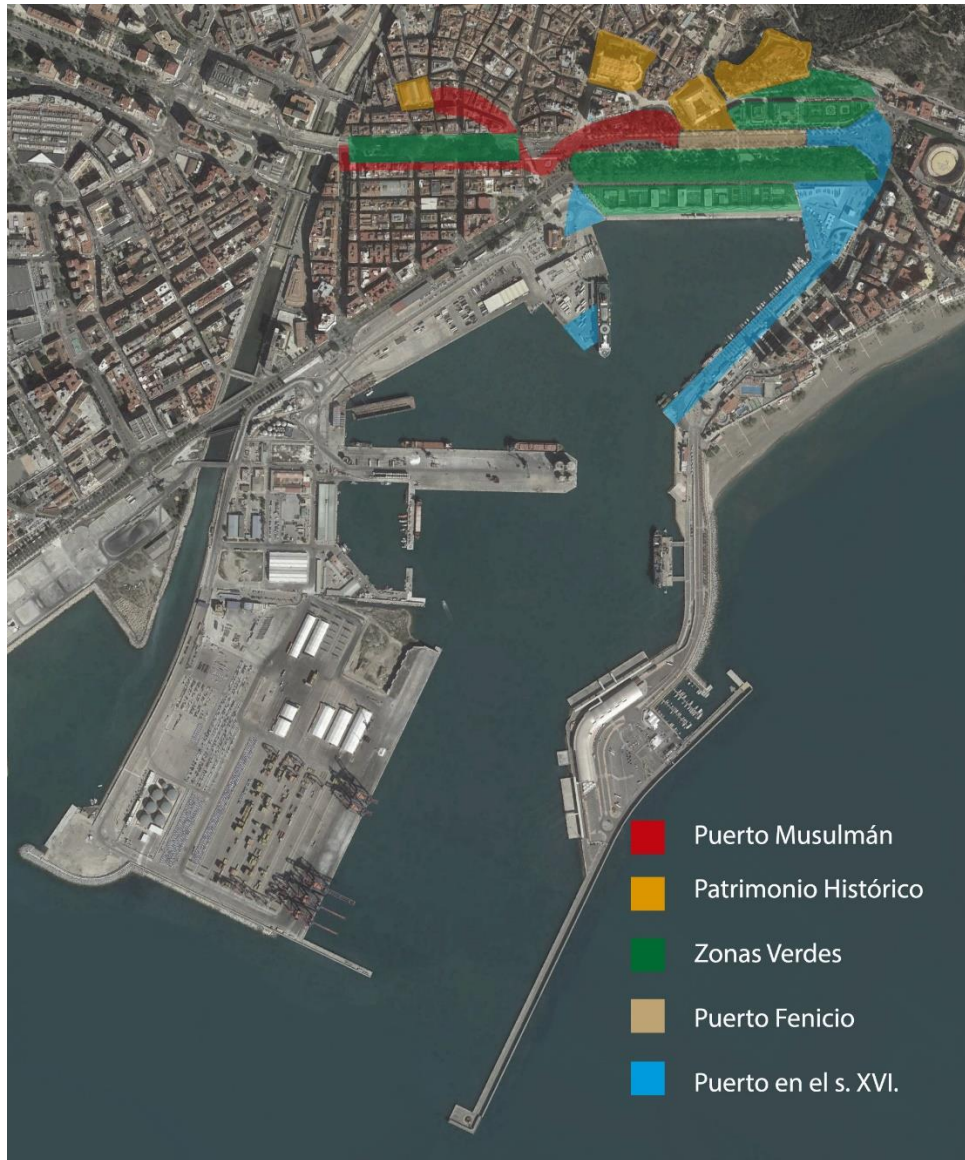 Puerto Musulmán
Patrimonio Histórico
Zonas Verdes
Puerto Fenicio
Puerto en el s. XVI.